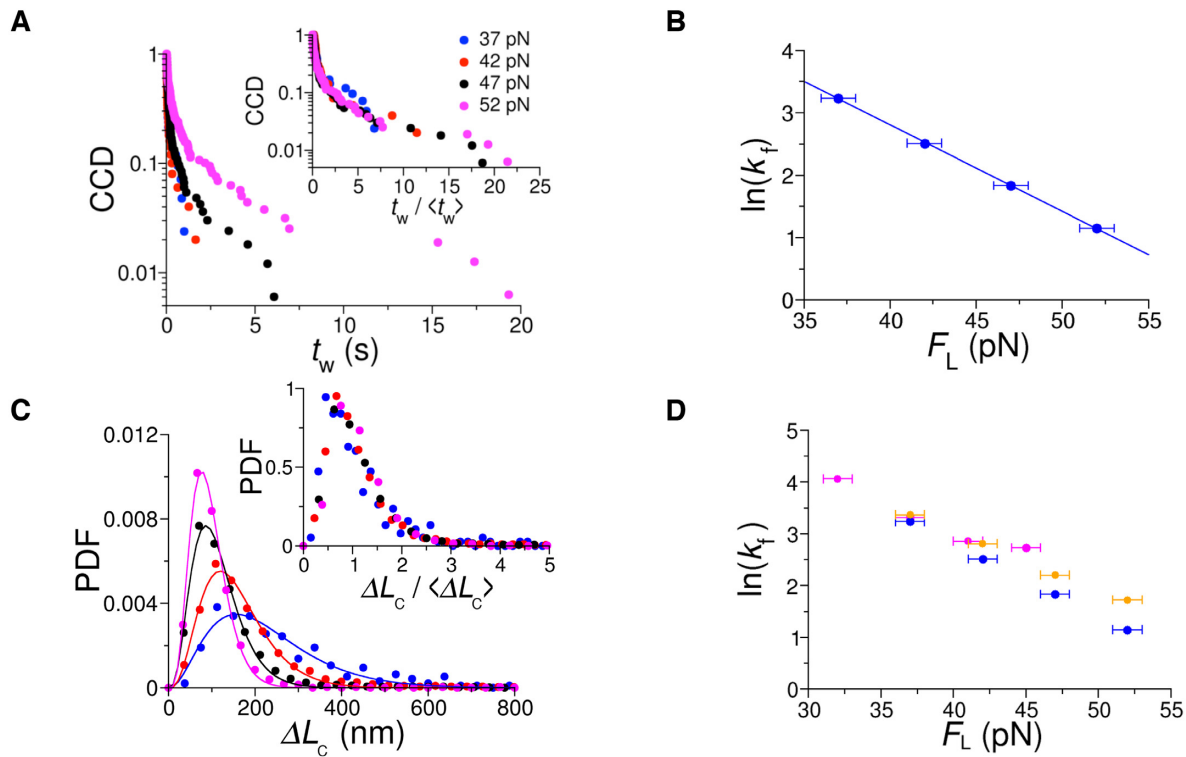 A
CCD
1
0.1
0.01
0 5 10 15 20
t_w (s)
CCD
1
0.1
0.01
0 5 10 15 20 25
t_w / ⟨t_w⟩
37 pN
42 pN
47 pN
52 pN
B
ln(k_f)
4
3
2
1
0
35 40 45 50 55
F_L (pN)
C
PDF
0.012
0.008
0.004
0
0 200 400 600 800
ΔL_C (nm)
PDF
1
0.5
0
0 1 2 3 4 5
ΔL_C / ⟨ΔL_C⟩
D
ln(k_f)
5
4
3
2
1
0
30 35 40 45 50 55
F_L (pN)